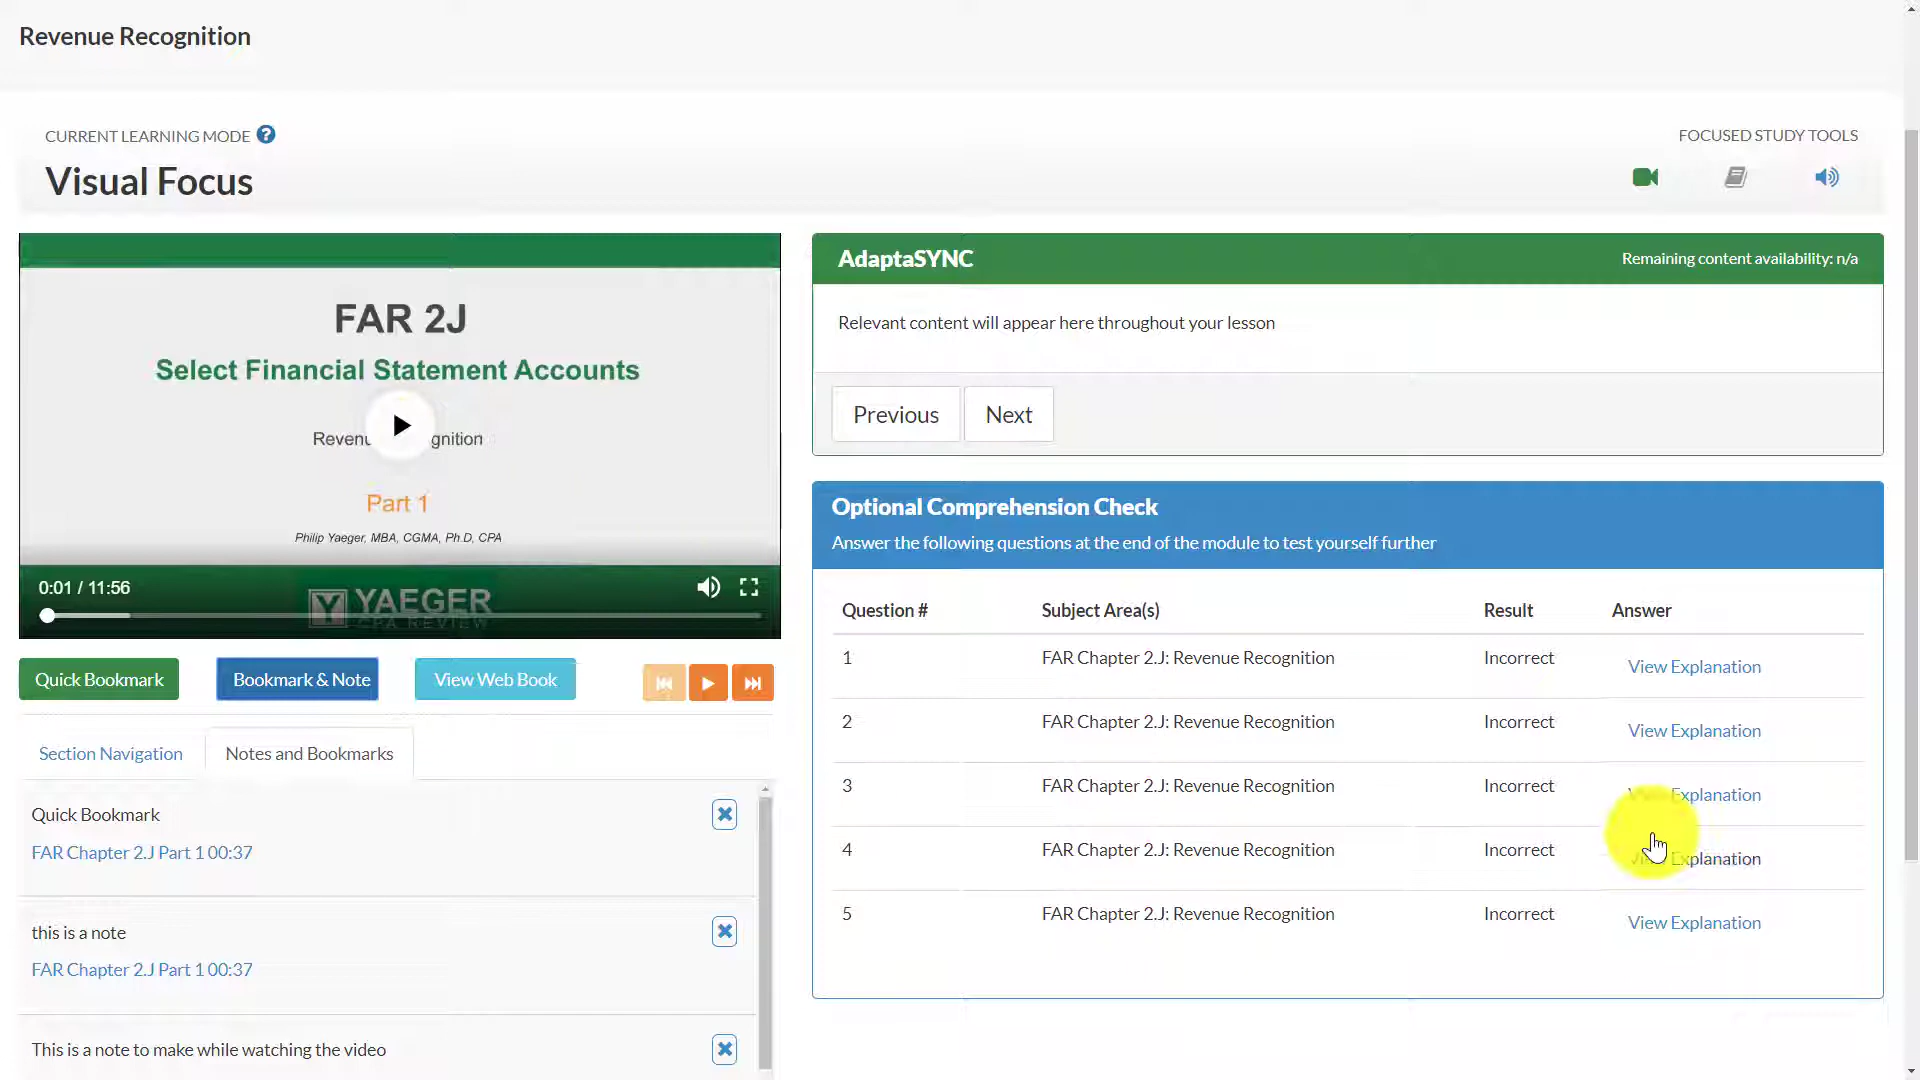 Revenue Recognition
CURRENT LEARNING MODE
Visual Focus
FOCUSED STUDY TOOLS
FAR 2J
Select Financial Statement Accounts
Revenu gnition
Part 1
Philip Yaeger, MBA, CGMA, Ph.D, CPA
0:01 / 11:56
YAEGER
CPA REVIEW
Quick Bookmark
Bookmark & Note
View Web Book
Section Navigation
Notes and Bookmarks
Quick Bookmark
FAR Chapter 2.J Part 1 00:37
this is a note
FAR Chapter 2.J Part 1 00:37
This is a note to make while watching the video
AdaptaSYNC
Remaining content availability: n/a
Relevant content will appear here throughout your lesson
Previous
Next
Optional Comprehension Check
Answer the following questions at the end of the module to test yourself further
Question # Subject Area(s) Result Answer
1 FAR Chapter 2.J: Revenue Recognition Incorrect View Explanation
2 FAR Chapter 2.J: Revenue Recognition Incorrect View Explanation
3 FAR Chapter 2.J: Revenue Recognition Incorrect View Explanation
4 FAR Chapter 2.J: Revenue Recognition Incorrect View Explanation
5 FAR Chapter 2.J: Revenue Recognition Incorrect View Explanation